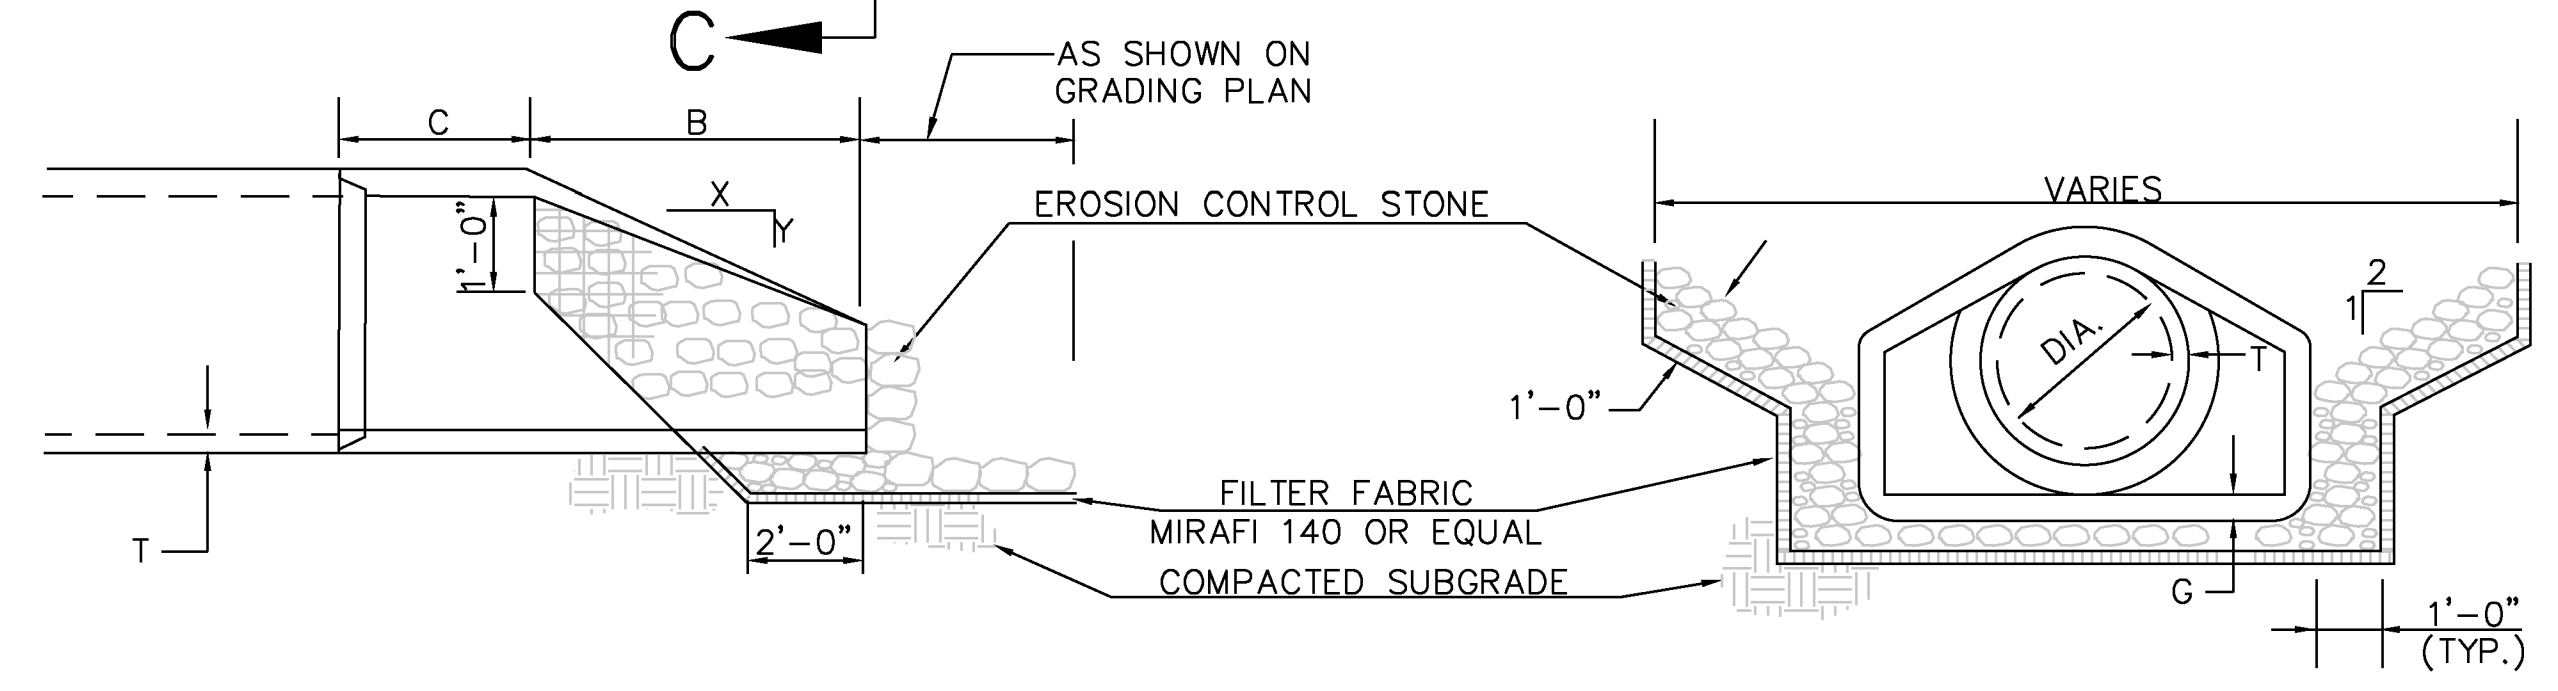 C
AS SHOWN ON
GRADING PLAN
C
B
X
Y
1'-0"
EROSION CONTROL STONE
VARIES
2
1
DIA.
T
1'-0"
FILTER FABRIC
MIRAFI 140 OR EQUAL
2'-0"
T
COMPACTED SUBGRADE
G
1'-0"
(TYP.)